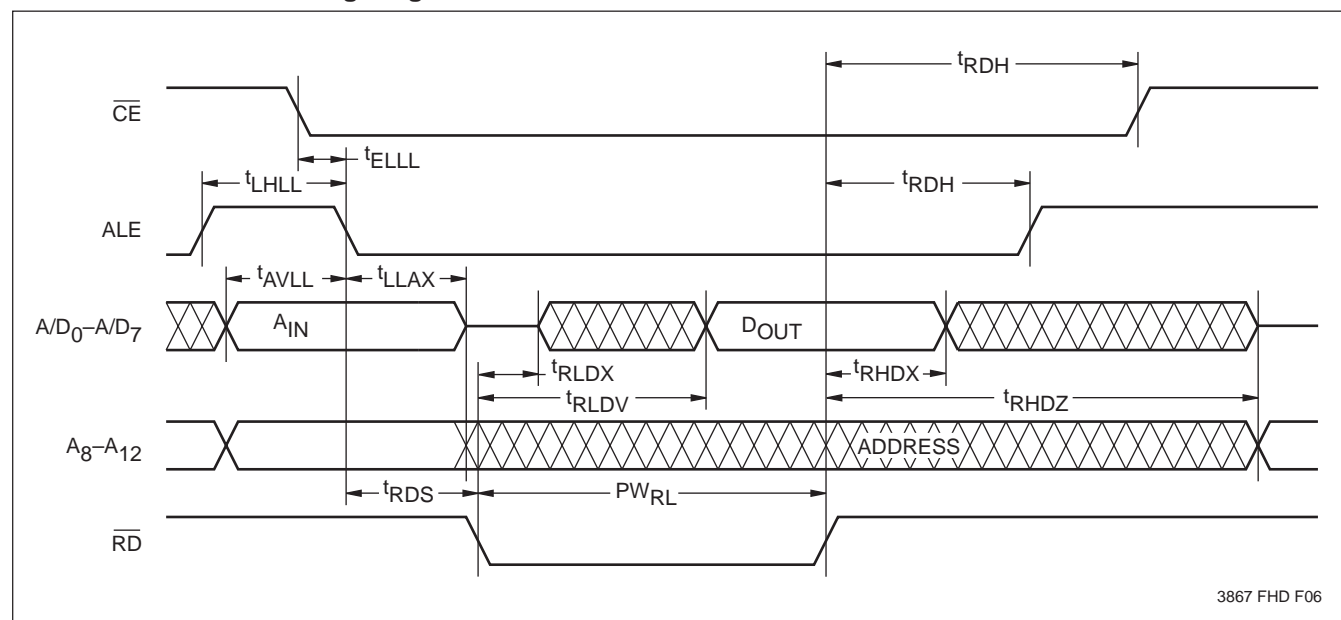 tRDH
CE
tELLL
tLHLL
tRDH
ALE
tAVLL
tLLAX
A/D0–A/D7
AIN
DOUT
tRLDX
tRHDX
tRLDV
tRHDZ
A8–A12
ADDRESS
tRDS
PWRL
RD
3867 FHD F06